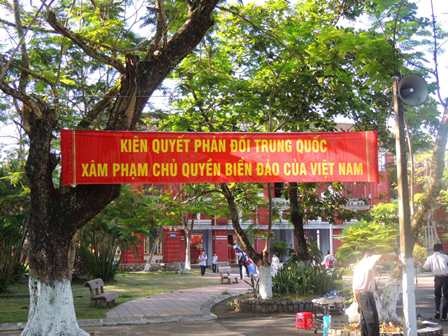 KIÊN QUYẾT PHẢN ĐỐI TRUNG QUỐC
XÂM PHẠM CHỦ QUYỀN BIỂN ĐẢO CỦA VIỆT NAM